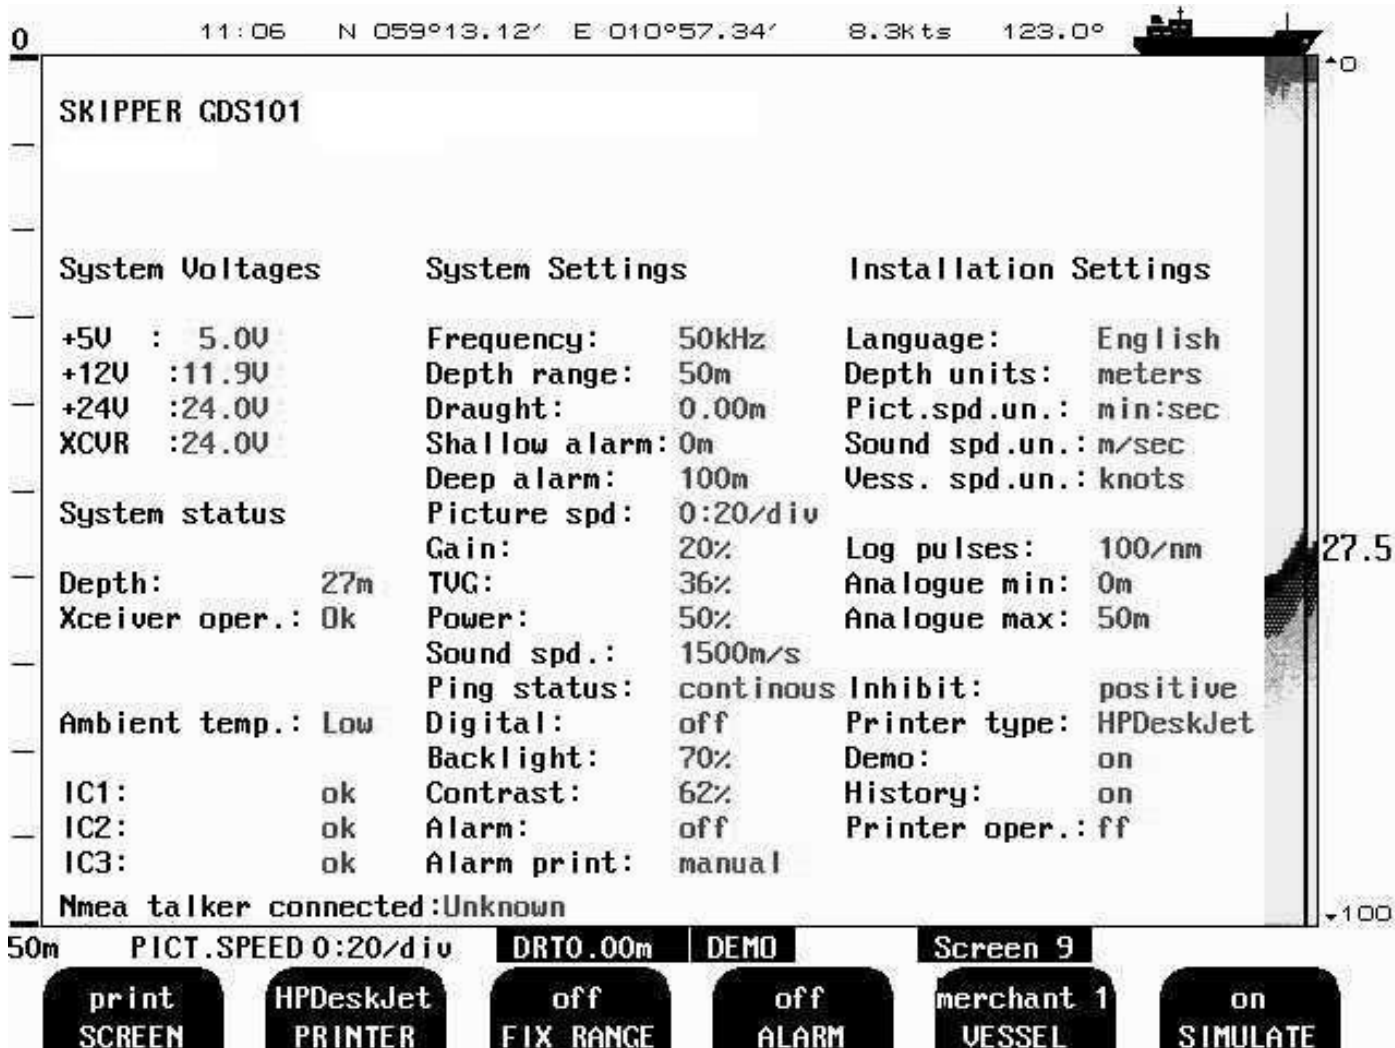 11:06 N 059°13.12′ E 010°57.34′ 8.3Kts 123.0°
0
0
SKIPPER GDS101
System Voltages
+5V : 5.0V
+12V :11.9V
+24V :24.0V
XCVR :24.0V
System status
Depth: 27m
Xceiver oper.: Ok
Ambient temp.: Low
IC1: ok
IC2: ok
IC3: ok
Nmea talker connected:Unknown
System Settings
Frequency: 50kHz
Depth range: 50m
Draught: 0.00m
Shallow alarm: 0m
Deep alarm: 100m
Picture spd: 0:20/div
Gain: 20%
TVG: 36%
Power: 50%
Sound spd.: 1500m/s
Ping status: continous
Digital: off
Backlight: 70%
Contrast: 62%
Alarm: off
Alarm print: manual
Installation Settings
Language: English
Depth units: meters
Pict.spd.un.: min:sec
Sound spd.un.: m/sec
Vess. spd.un.: knots
Log pulses: 100/nm
Analogue min: 0m
Analogue max: 50m
Inhibit: positive
Printer type: HPDeskJet
Demo: on
History: on
Printer oper.: ff
27.5
100
50m PICT.SPEED 0:20/div DRT0.00m DEMO Screen 9
print
SCREEN
HPDeskJet
PRINTER
off
FIX RANGE
off
ALARM
merchant 1
VESSEL
on
SIMULATE